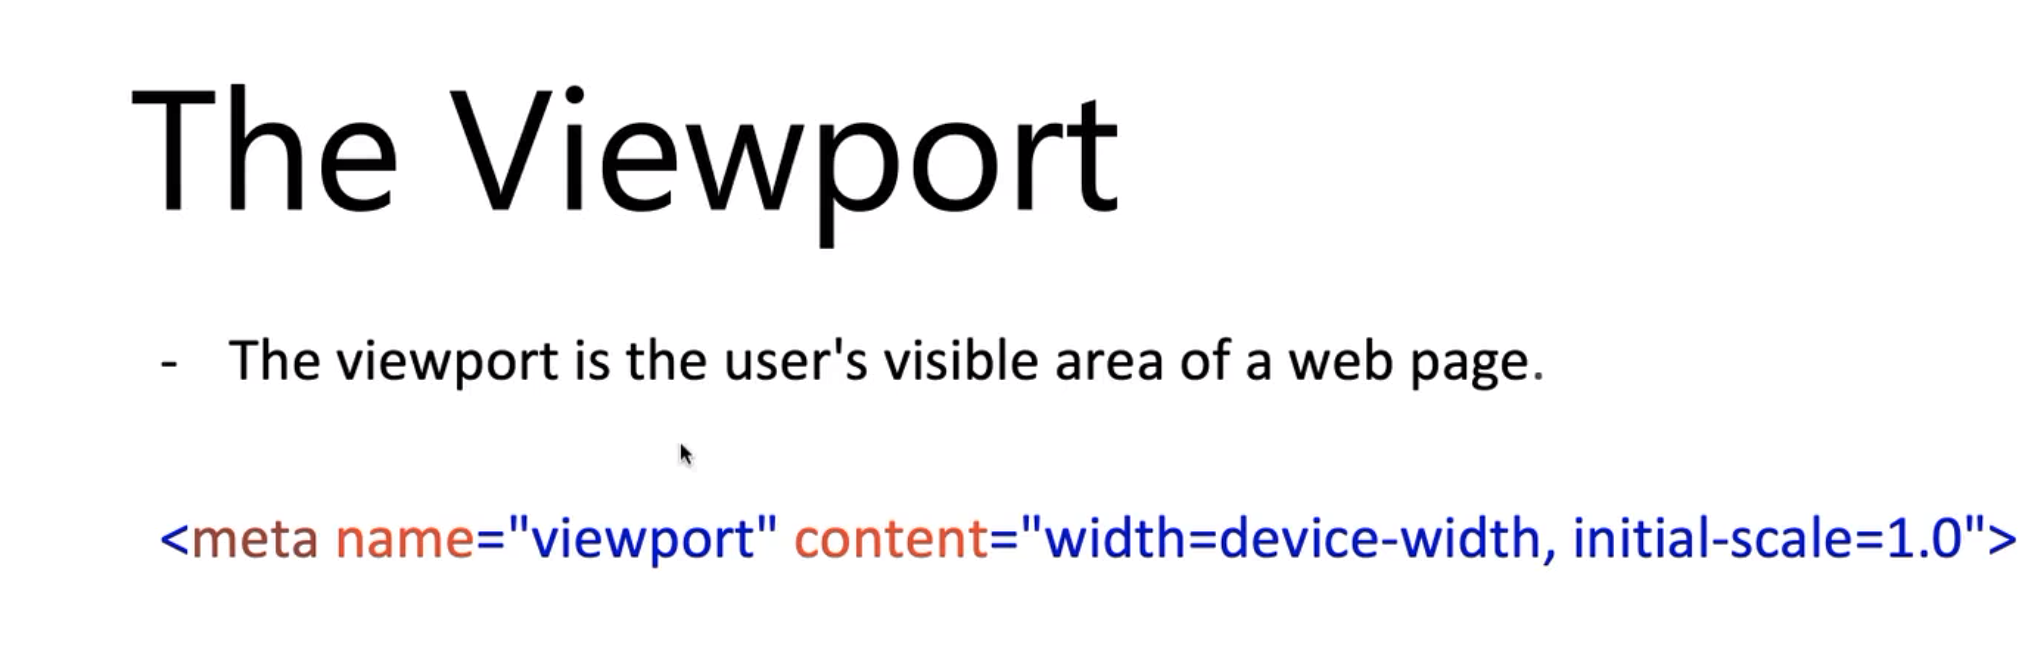 The Viewport
- The viewport is the user's visible area of a web page.
<meta name="viewport" content="width=device-width, initial-scale=1.0">